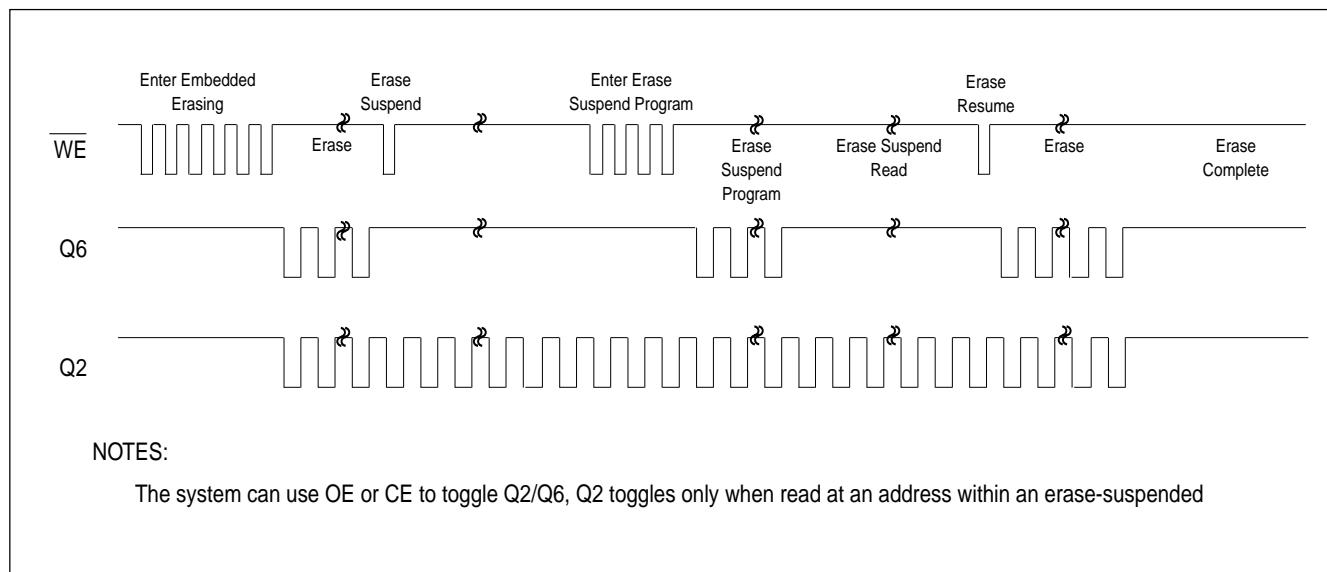 Enter Embedded
Erasing
Erase
Suspend
Enter Erase
Suspend Program
Erase
Resume
WE
Erase
Erase
Suspend
Program
Erase Suspend
Read
Erase
Erase
Complete
Q6
Q2
NOTES:
The system can use OE or CE to toggle Q2/Q6, Q2 toggles only when read at an address within an erase-suspended